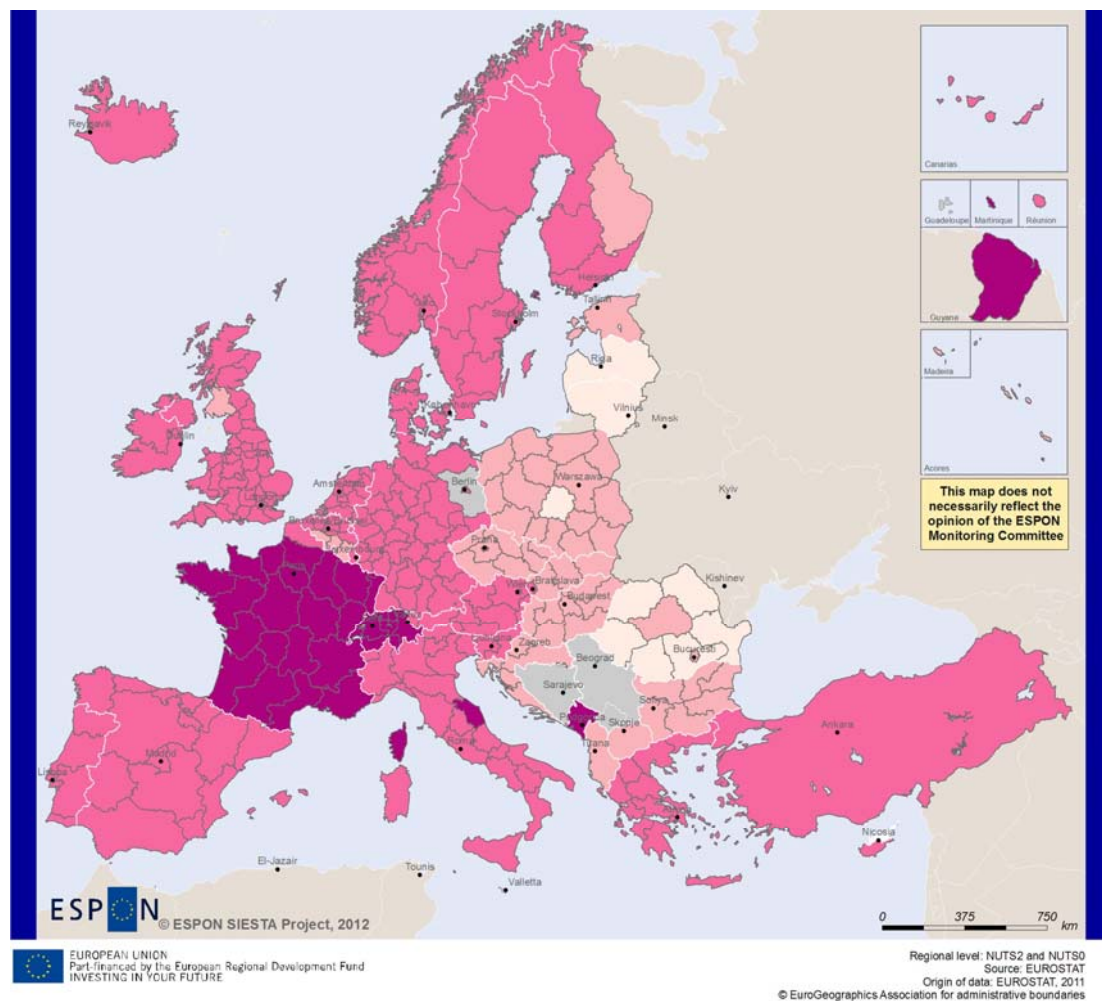 Reykjavik
Canarias
Guadeloupe
Martinique
Réunion
Guyane
Helsinki
Tallinn
Oslo
Stockholm
Riga
Madeira
København
Vilnius
Minsk
Dublin
Acores
Amsterdam
Berlin
Warszawa
London
Kyiv
This map does not
necessarily reflect the
opinion of the ESPON
Monitoring Committee
Praha
Luxembourg
Paris
Bratislava
Kishinev
Budapest
Zagreb
Bucuresti
Beograd
Sarajevo
Sofiya
Podgorica
Skopje
Ankara
Roma
Madrid
Tirana
Lisboa
Nicosia
El-Jazair
Tounis
Valletta
ESPON
© ESPON SIESTA Project, 2012
0 375 750
km
EUROPEAN UNION
Part-financed by the European Regional Development Fund
INVESTING IN YOUR FUTURE
Regional level: NUTS2 and NUTS0
Source: EUROSTAT
Origin of data: EUROSTAT, 2011
© EuroGeographics Association for administrative boundaries